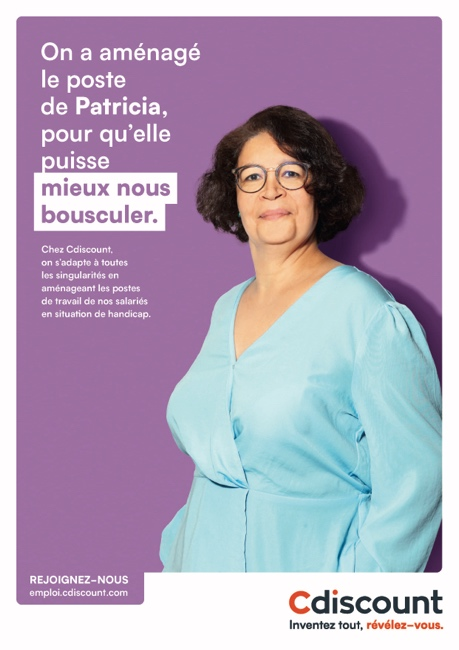 On a aménagé
le poste
de Patricia,
pour qu'elle
puisse
mieux nous
bousculer.
Chez Cdiscount,
on s'adapte à toutes
les singularités en
aménageant les postes
de travail de nos salariés
en situation de handicap.
REJOIGNEZ-NOUS
emploi.cdiscount.com
Cdiscount
Inventez tout, révélez-vous.